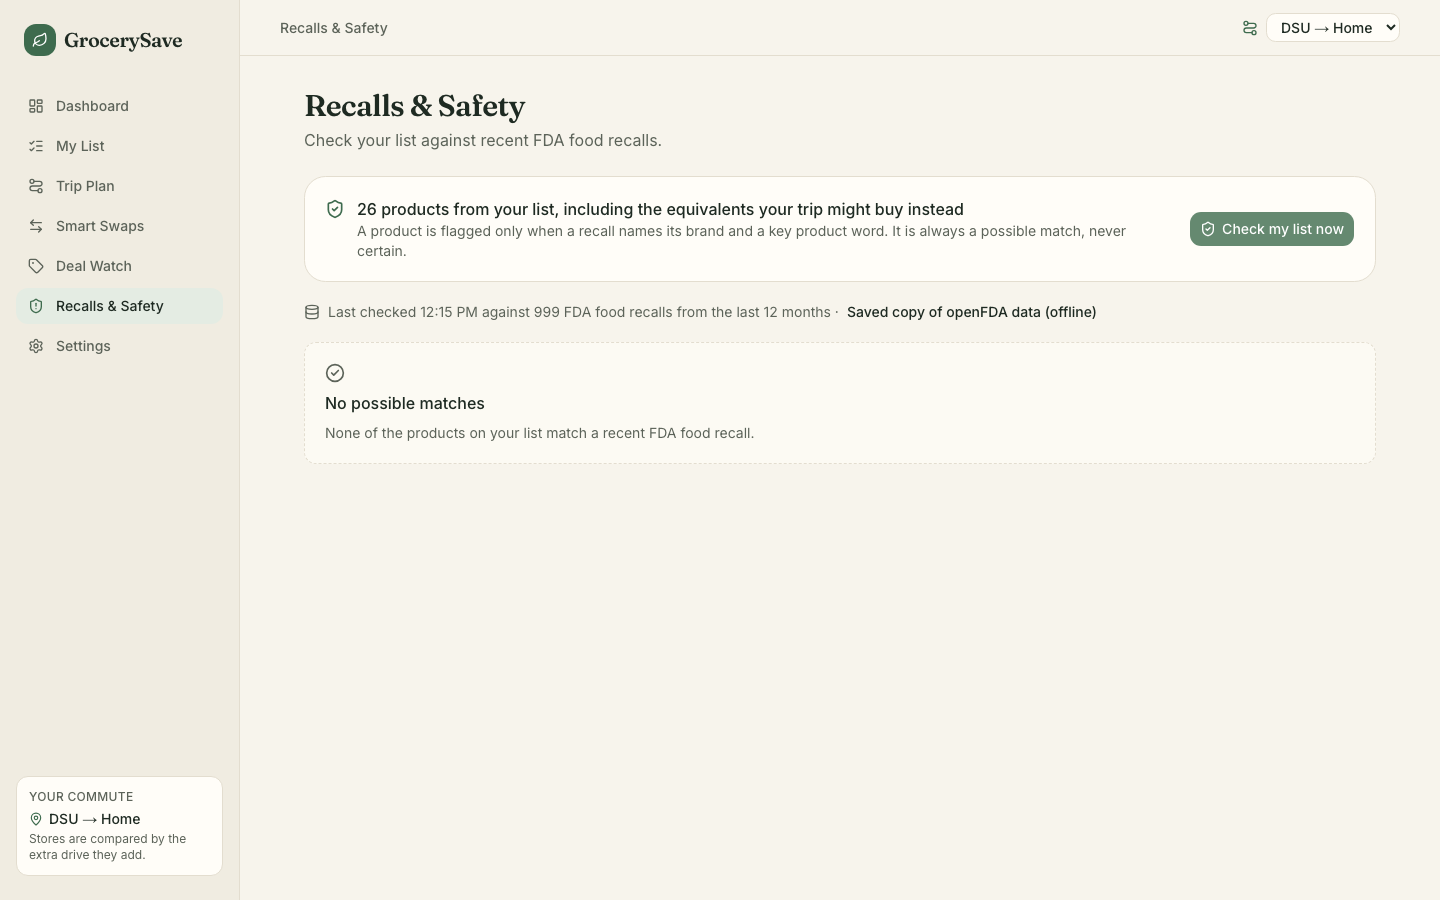 GrocerySave
Dashboard
My List
Trip Plan
Smart Swaps
Deal Watch
Recalls & Safety
Settings
YOUR COMMUTE
DSU → Home
Stores are compared by the
extra drive they add.
Recalls & Safety
DSU → Home
Recalls & Safety
Check your list against recent FDA food recalls.
26 products from your list, including the equivalents your trip might buy instead
A product is flagged only when a recall names its brand and a key product word. It is always a possible match, never
certain.
Check my list now
Last checked 12:15 PM against 999 FDA food recalls from the last 12 months · Saved copy of openFDA data (offline)
No possible matches
None of the products on your list match a recent FDA food recall.